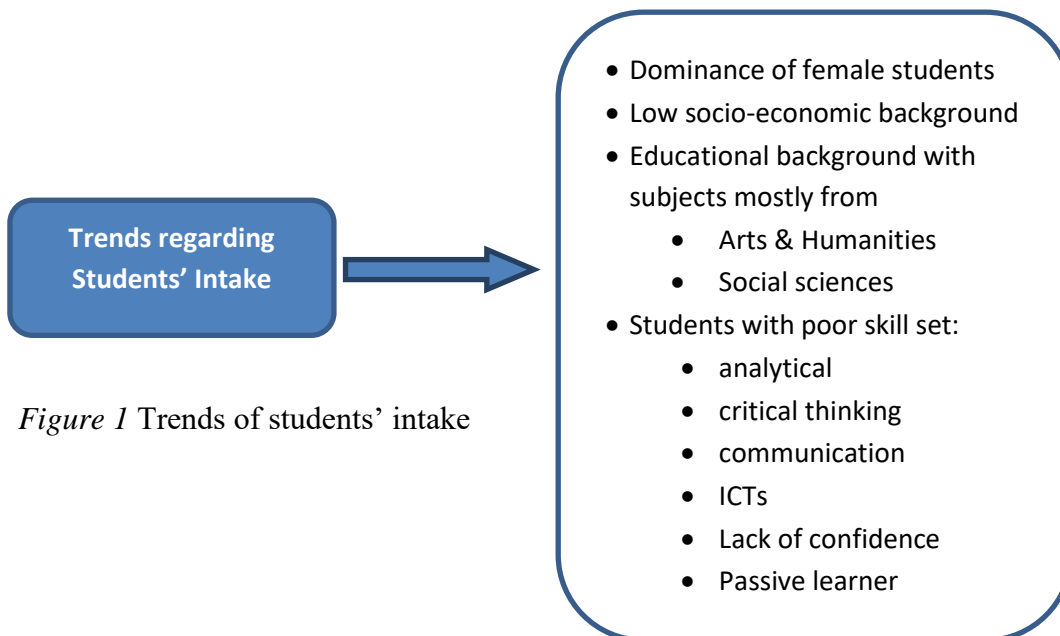 Trends regarding
Students’ Intake
• Dominance of female students
• Low socio-economic background
• Educational background with
subjects mostly from
• Arts & Humanities
• Social sciences
• Students with poor skill set:
• analytical
• critical thinking
• communication
• ICTs
• Lack of confidence
• Passive learner
Figure 1 Trends of students’ intake